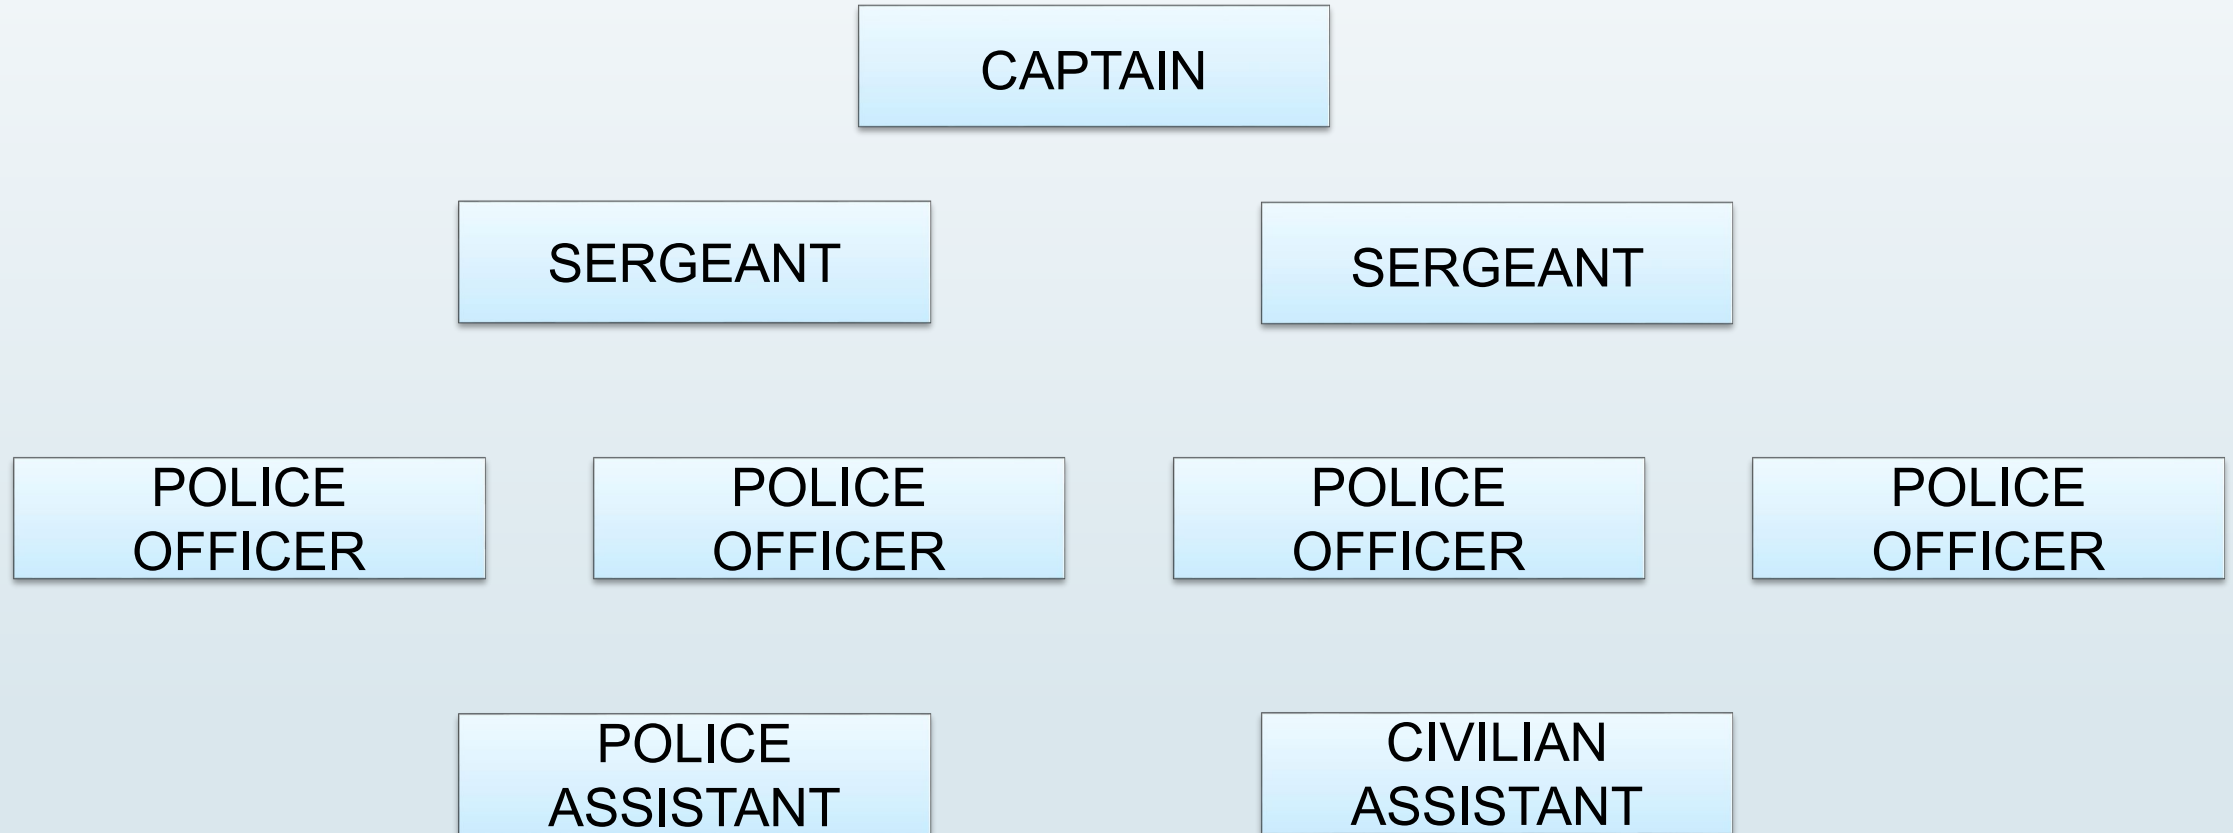 CAPTAIN
SERGEANT
SERGEANT
POLICE
OFFICER
POLICE
OFFICER
POLICE
OFFICER
POLICE
OFFICER
POLICE
ASSISTANT
CIVILIAN
ASSISTANT